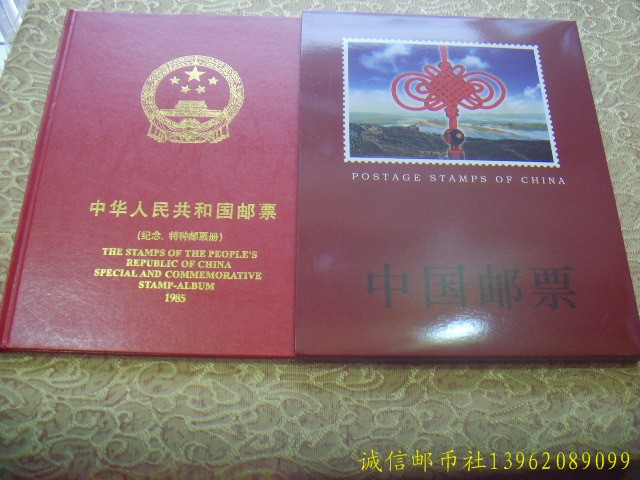 中华人民共和国邮票
(纪念、特种邮票册)
THE STAMPS OF THE PEOPLE'S
REPUBLIC OF CHINA
SPECIAL AND COMMEMORATIVE
STAMP-ALBUM
1985
POSTAGE STAMPS OF CHINA
中国邮票
诚信邮币社13962089099